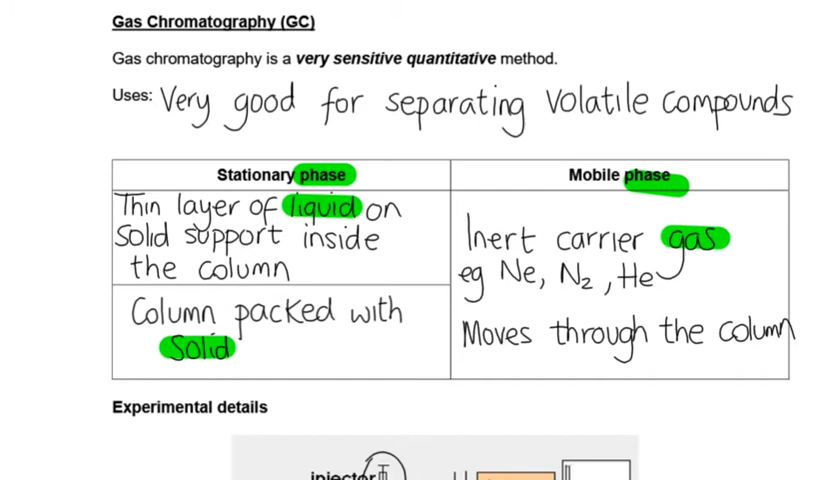 Gas Chromatography (GC)
Gas chromatography is a very sensitive quantitative method.
Uses: Very good for separating volatile compounds
Stationary phase
Mobile phase
Thin layer of liquid on
Solid support inside
the column
Column packed with
Solid
Inert carrier gas
eg Ne, N₂, He
Moves through the column
Experimental details
injector